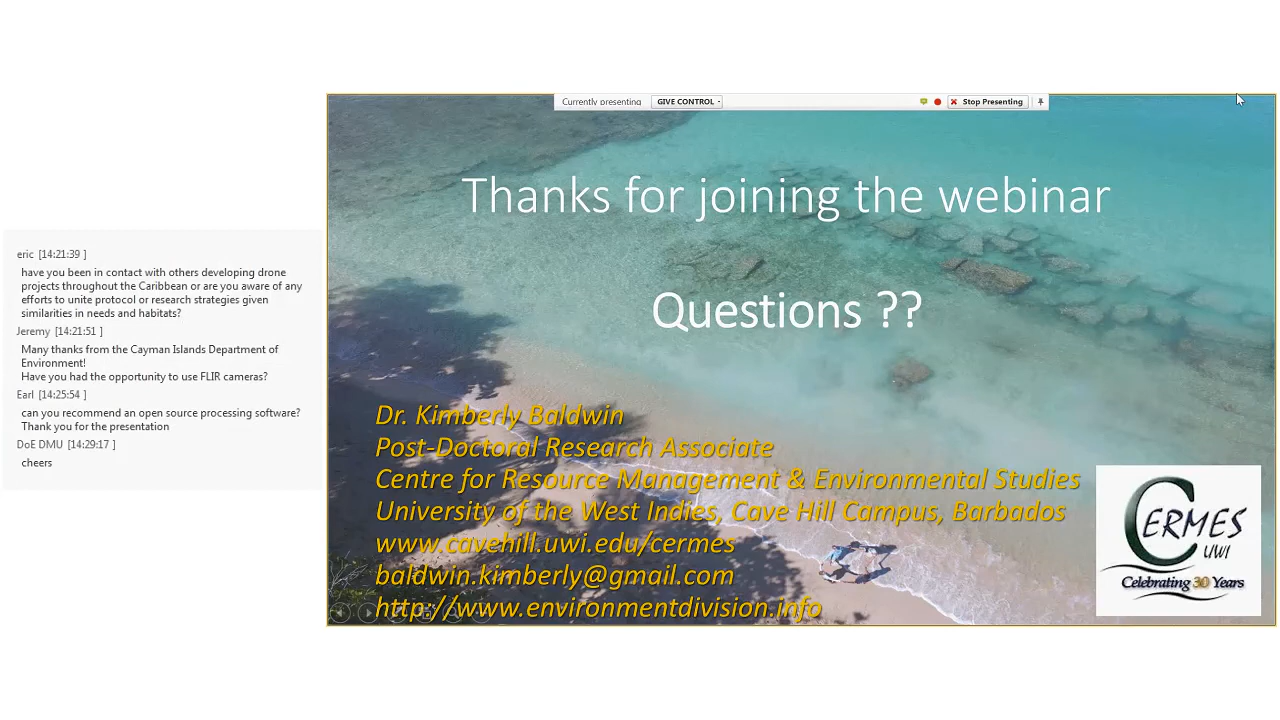 Currently presenting GIVE CONTROL Stop Presenting
eric [14:21:39 ]
have you been in contact with others developing drone
projects throughout the Caribbean or are you aware of any
efforts to unite protocol or research strategies given
similarities in needs and habitats?
Jeremy [14:21:51 ]
Many thanks from the Cayman Islands Department of
Environment!
Have you had the opportunity to use FLIR cameras?
Earl [14:25:54 ]
can you recommend an open source processing software?
Thank you for the presentation
DoE DMU [14:29:17 ]
cheers
Thanks for joining the webinar
Questions ??
Dr. Kimberly Baldwin
Post-Doctoral Research Associate
Centre for Resource Management & Environmental Studies
University of the West Indies, Cave Hill Campus, Barbados
www.cavehill.uwi.edu/cermes
baldwin.kimberly@gmail.com
http://www.environmentdivision.info
CERMES
UWI
Celebrating 30 Years